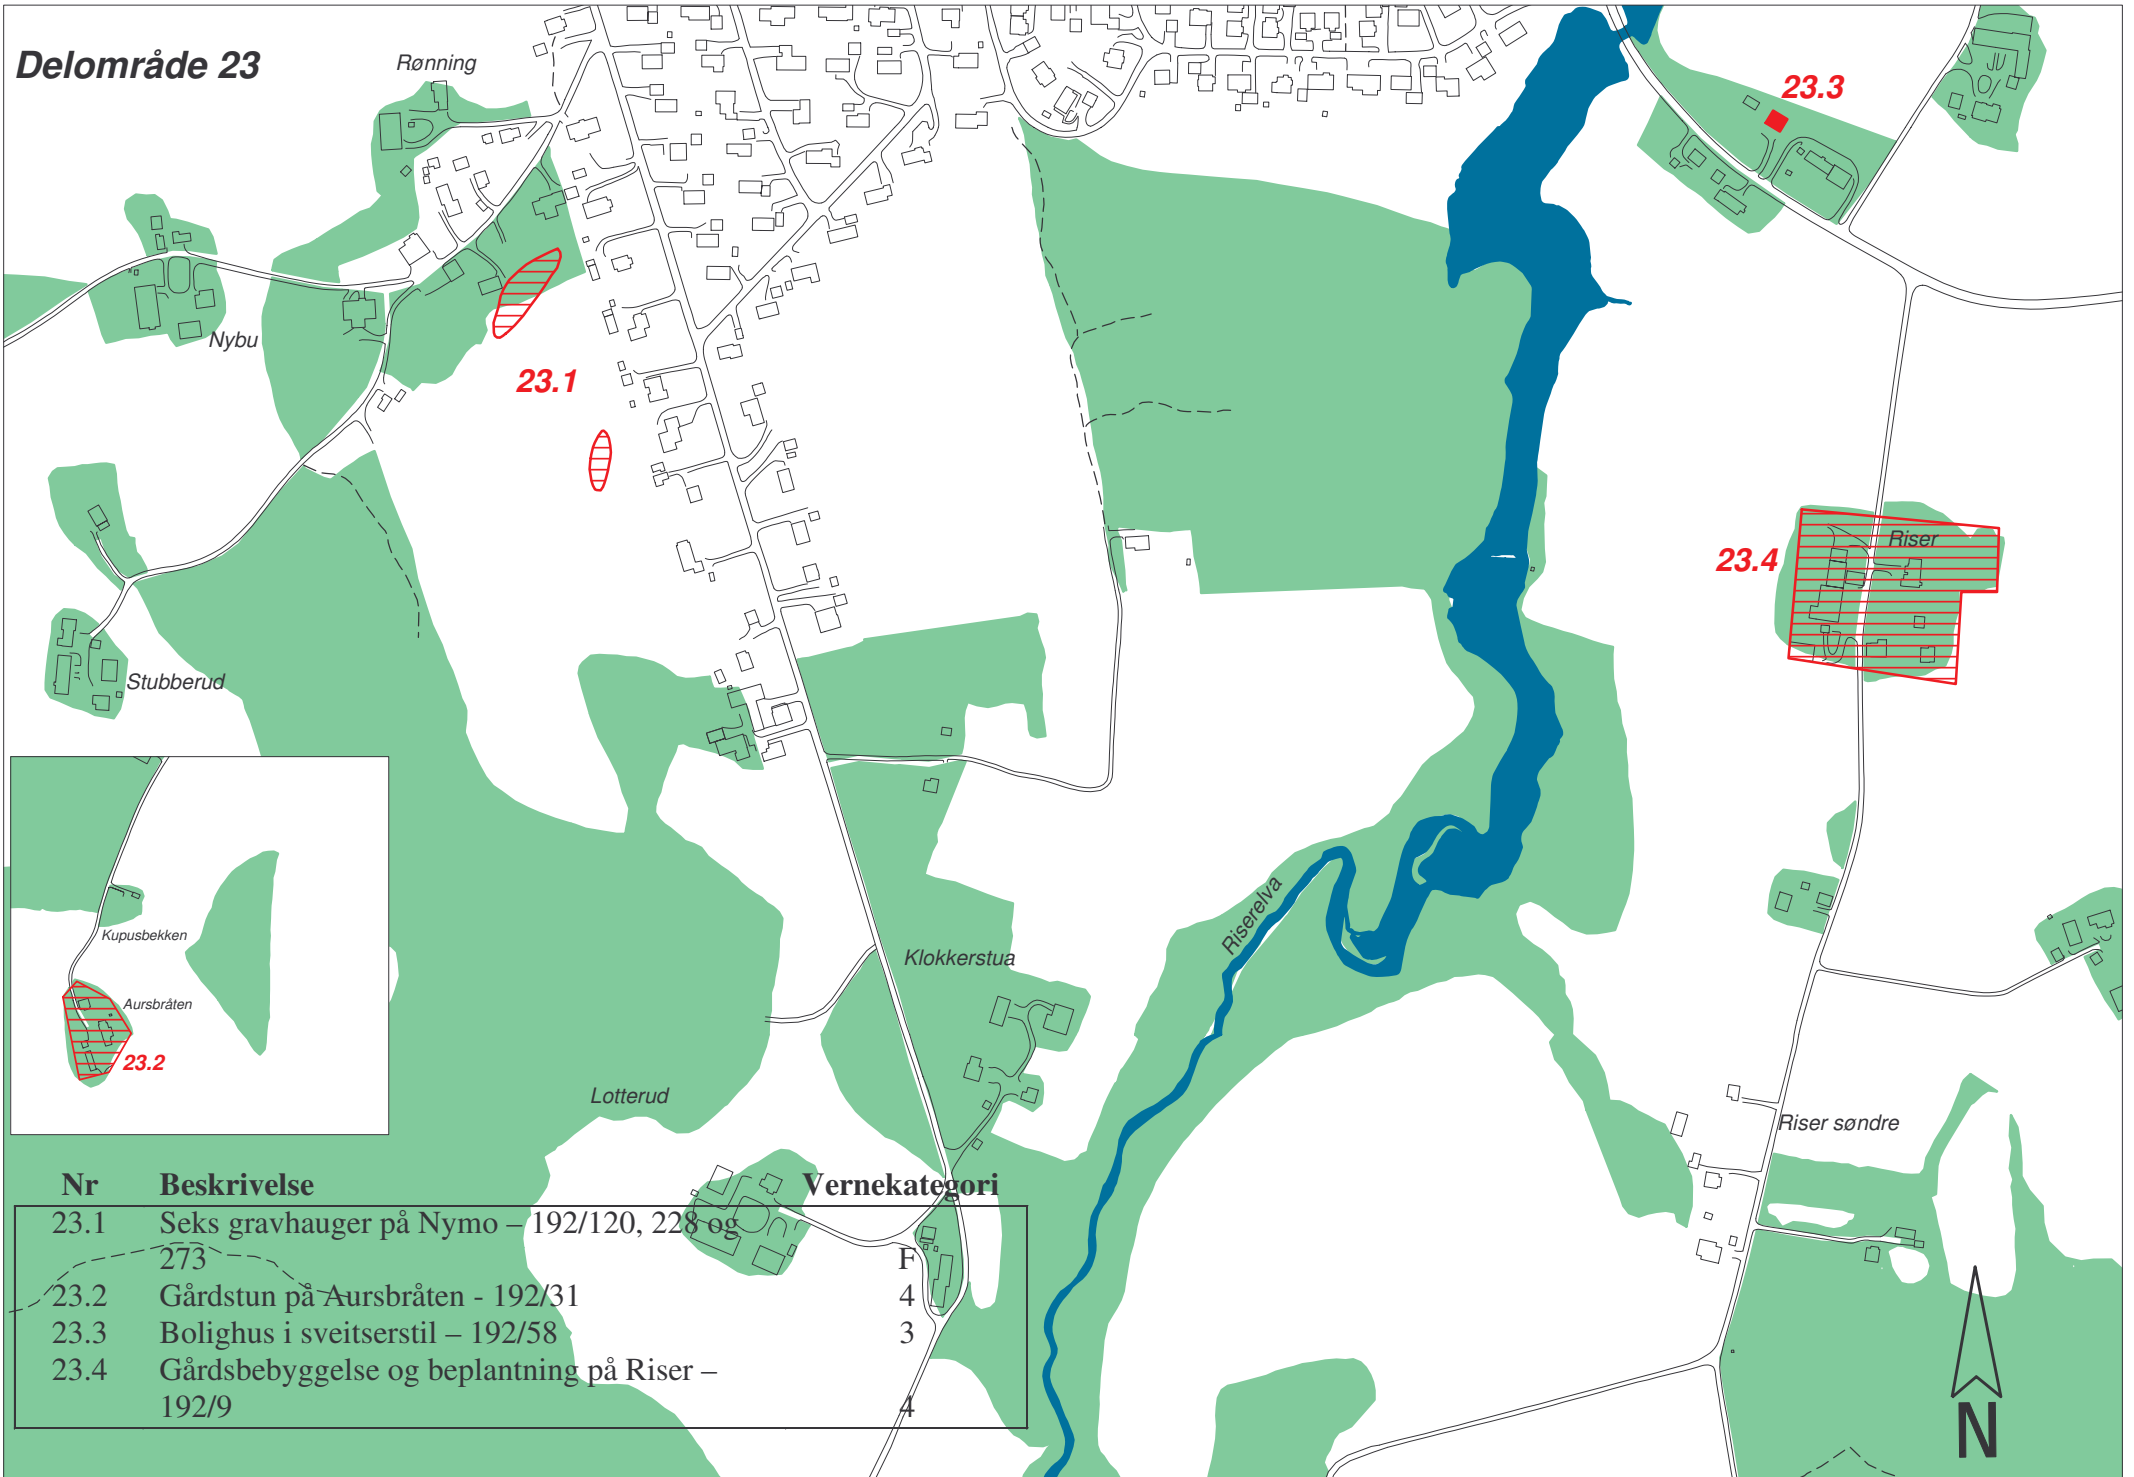 Delområde 23
Rønning
23.3
Nybu
23.1
Riser
23.4
Stubberud
Kupusbekken
Aursbråten
23.2
Riserelva
Klokkerstua
Lotterud
Riser søndre
Nr Beskrivelse Vernekategori
23.1 Seks gravhauger på Nymo – 192/120, 228 og
273 F
23.2 Gårdstun på Aursbråten - 192/31 4
23.3 Bolighus i sveitserstil – 192/58 3
23.4 Gårdsbebyggelse og beplantning på Riser –
192/9 4
N